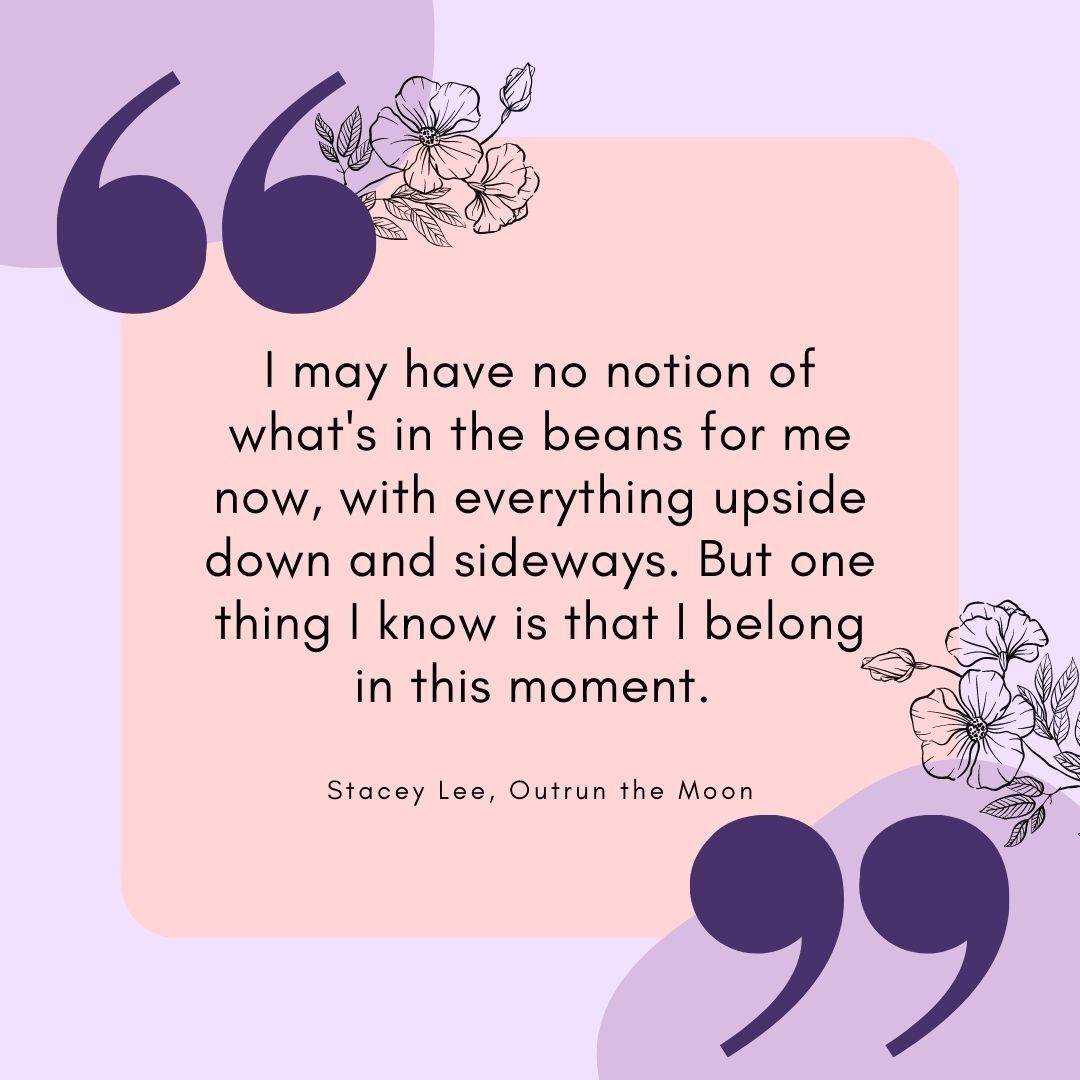 I may have no notion of
what's in the beans for me
now, with everything upside
down and sideways. But one
thing I know is that I belong
in this moment.
Stacey Lee, Outrun the Moon